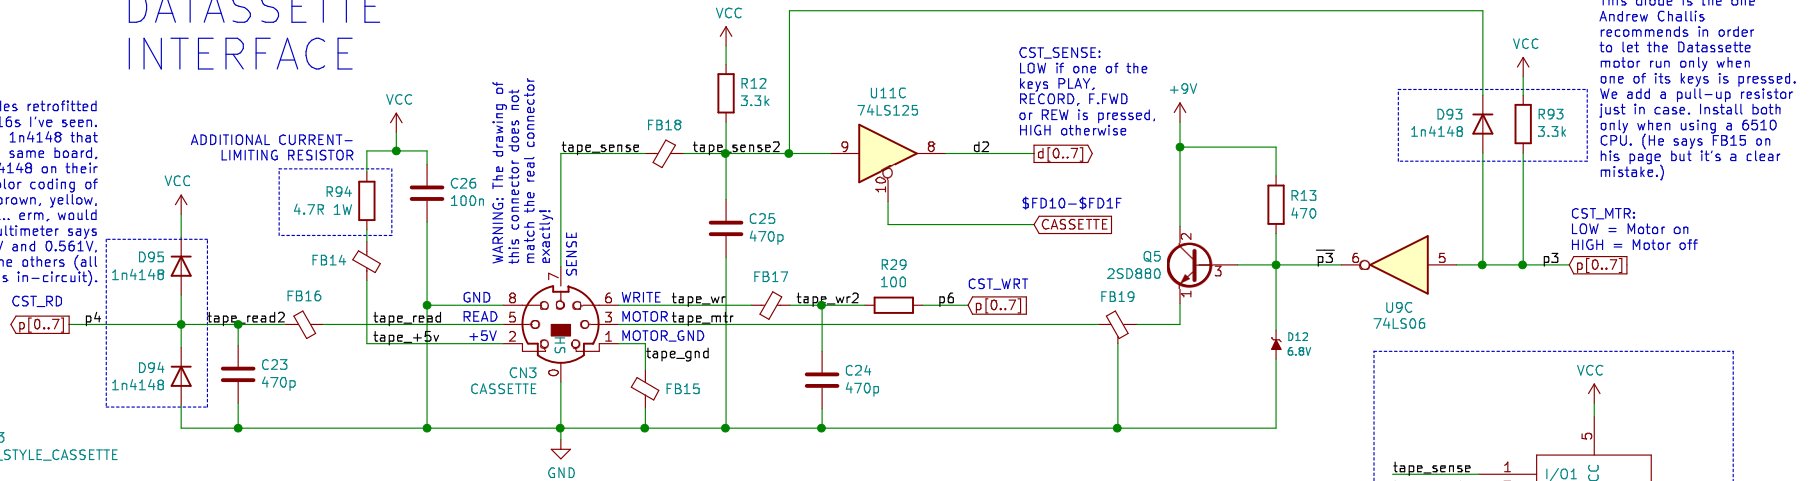 DATASSETTE
INTERFACE
les retrofitted
16s I've seen.
1n4148 that
same board,
4148 on their
olor coding of
brown, yellow,
... erm, would
ultimeter says
V and 0.561V,
he others (all
s in-circuit).
CST_RD
p[0..7]
p4
VCC
D95
1n4148
D94
1n4148
tape_read2
C23
470p
FB16
3
_STYLE_CASSETTE
ADDITIONAL CURRENT-
LIMITING RESISTOR
VCC
R94
4.7R 1W
FB14
C26
100n
tape_read
tape_+5v
WARNING: The drawing of
this connector does not
match the real connector
exactly!
SENSE
7
GND
8
READ
5
+5V
2
6
WRITE
3
MOTOR
1
MOTOR_GND
SH
0
CN3
CASSETTE
GND
tape_wr
tape_mtr
tape_gnd
FB15
tape_sense
FB18
tape_sense2
VCC
R12
3.3k
C25
470p
FB17
tape_wr2
C24
470p
R29
100
p6
CST_WRT
p[0..7]
U11C
74LS125
9
8
10
d2
d[0..7]
CST_SENSE:
LOW if one of the
keys PLAY,
RECORD, F.FWD
or REW is pressed,
HIGH otherwise
$FD10-$FD1F
CASSETTE
+9V
Q5
2SD880
2
3
1
FB19
R13
470
D12
6.8V
p3
6
5
U9C
74LS06
p3
p[0..7]
CST_MTR:
LOW = Motor on
HIGH = Motor off
D93
1n4148
VCC
R93
3.3k
This diode is the one
Andrew Challis
recommends in order
to let the Datassette
motor run only when
one of its keys is pressed.
We add a pull-up resistor
just in case. Install both
only when using a 6510
CPU. (He says FB15 on
his page but it's a clear
mistake.)
VCC
5
tape_sense
1
I/O1
CC